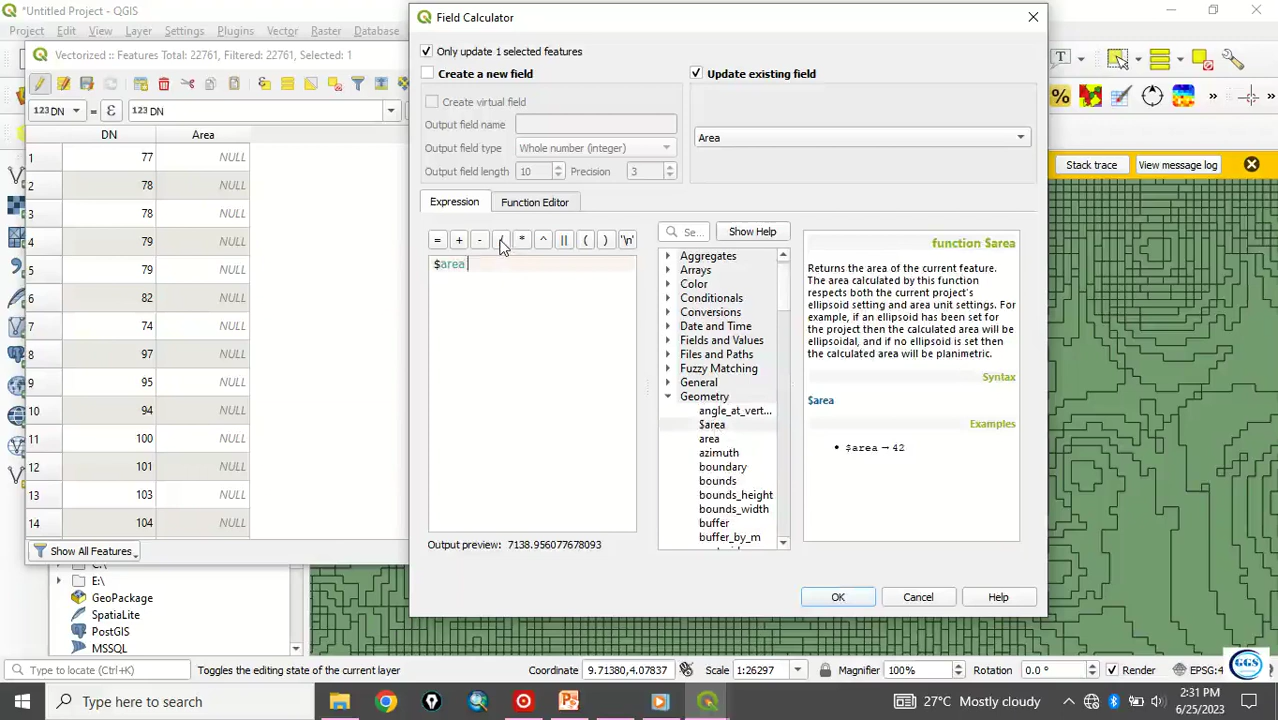 *Untitled Project - QGIS
Project Edit View Layer Settings Plugins Vector Raster Database
Vectorized :: Features Total: 22761, Filtered: 22761, Selected: 1
123 DN = ε 123 DN
DN Area
1 77 NULL
2 78 NULL
3 78 NULL
4 79 NULL
5 79 NULL
6 82 NULL
7 74 NULL
8 97 NULL
9 95 NULL
10 94 NULL
11 100 NULL
12 101 NULL
13 103 NULL
14 104 NULL
Show All Features
E:\
GeoPackage
SpatiaLite
PostGIS
MSSQL
Field Calculator
Only update 1 selected features
Create a new field
Update existing field
Create virtual field
Output field name
Output field type Whole number (integer)
Output field length 10 Precision 3
Area
Expression Function Editor
= + - / * ^ || ( ) '\n'
$area
Output preview: 7138.956077678093
Se... Show Help
Aggregates
Arrays
Color
Conditionals
Conversions
Date and Time
Fields and Values
Files and Paths
Fuzzy Matching
General
Geometry
angle_at_vert...
$area
area
azimuth
boundary
bounds
bounds_height
bounds_width
buffer
buffer_by_m
function $area
Returns the area of the current feature.
The area calculated by this function
respects both the current project's
ellipsoid setting and area unit settings. For
example, if an ellipsoid has been set for
the project then the calculated area will be
ellipsoidal, and if no ellipsoid is set then
the calculated area will be planimetric.
Syntax
$area
Examples
• $area → 42
OK Cancel Help
Stack trace View message log
Type to locate (Ctrl+K) Toggles the editing state of the current layer Coordinate 9.71380,4.07837 Scale 1:26297 Magnifier 100% Rotation 0.0 ° Render EPSG:4
GGS
Type here to search
27°C Mostly cloudy
2:31 PM
6/25/2023